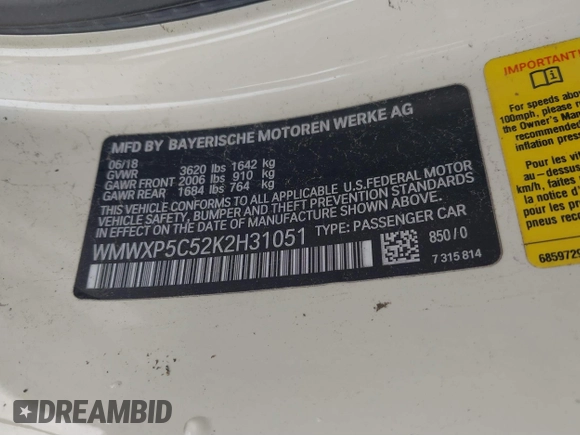 MFD BY BAYERISCHE MOTOREN WERKE AG
06/18
GVWR 3620 lbs 1642 kg
GAWR FRONT 2006 lbs 910 kg
GAWR REAR 1684 lbs 764 kg
THIS VEHICLE CONFORMS TO ALL APPLICABLE U.S.FEDERAL MOTOR
VEHICLE SAFETY, BUMPER AND THEFT PREVENTION STANDARDS
IN EFFECT ON THE DATE OF MANUFACTURE SHOWN ABOVE.
WMWXP5C52K2H31051 TYPE: PASSENGER CAR
850/0
7 315 814
IMPORTANT!
For speeds abo
100mph, please
the Owner's Man
recommended
inflation press
Pour les vit
au-dessus
km/h, faites
la notice d
pour les
pneus reco
6859729
DREAMBID